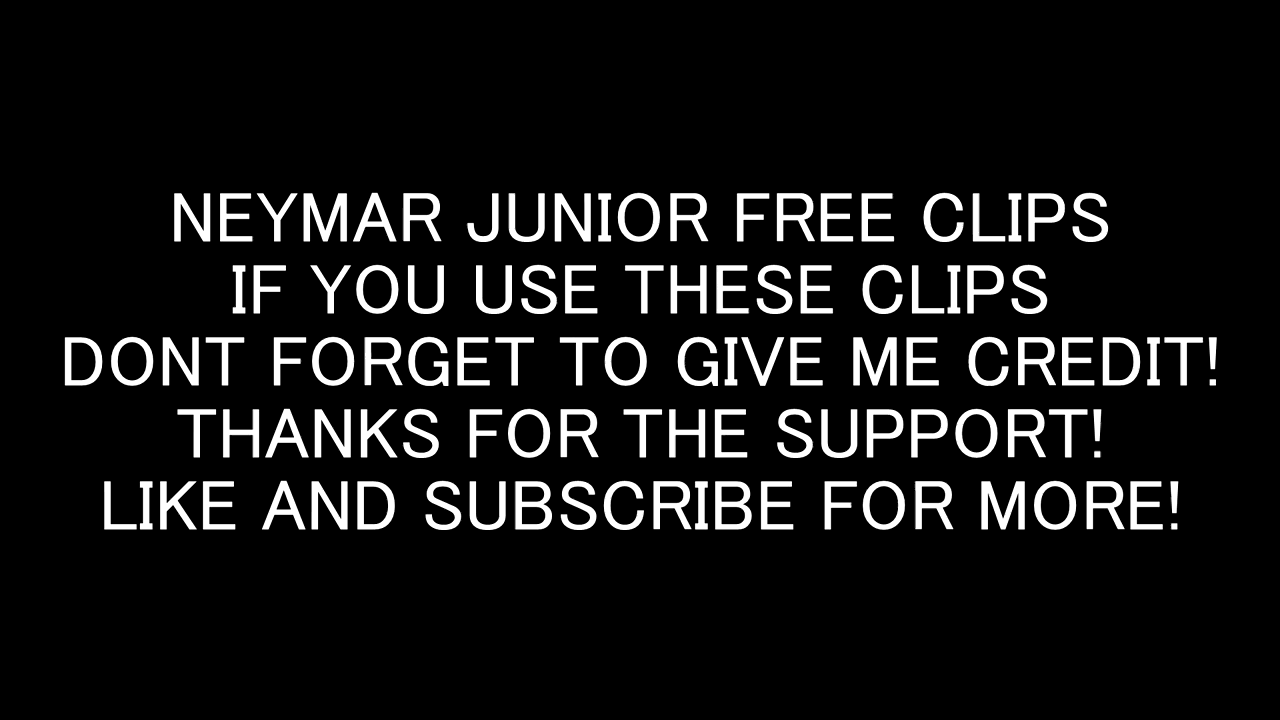 NEYMAR JUNIOR FREE CLIPS
IF YOU USE THESE CLIPS
DONT FORGET TO GIVE ME CREDIT!
THANKS FOR THE SUPPORT!
LIKE AND SUBSCRIBE FOR MORE!